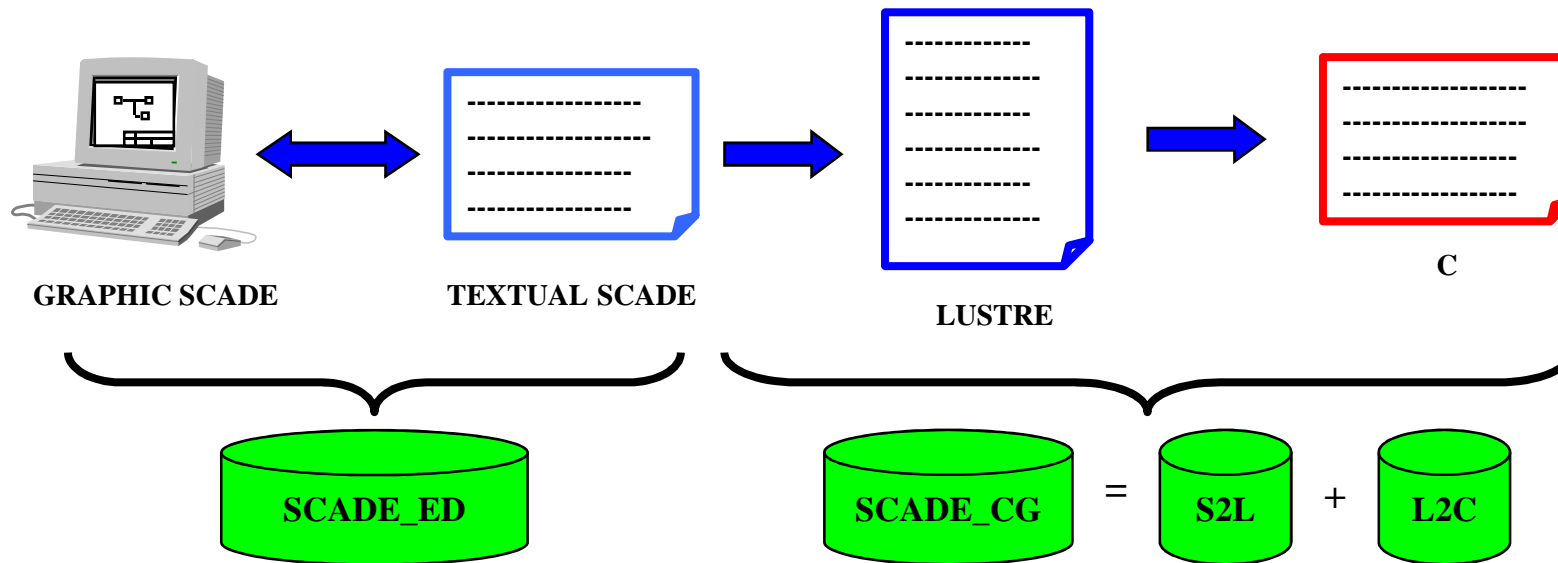 GRAPHIC SCADE
TEXTUAL SCADE
LUSTRE
C
SCADE_ED
SCADE_CG = S2L + L2C